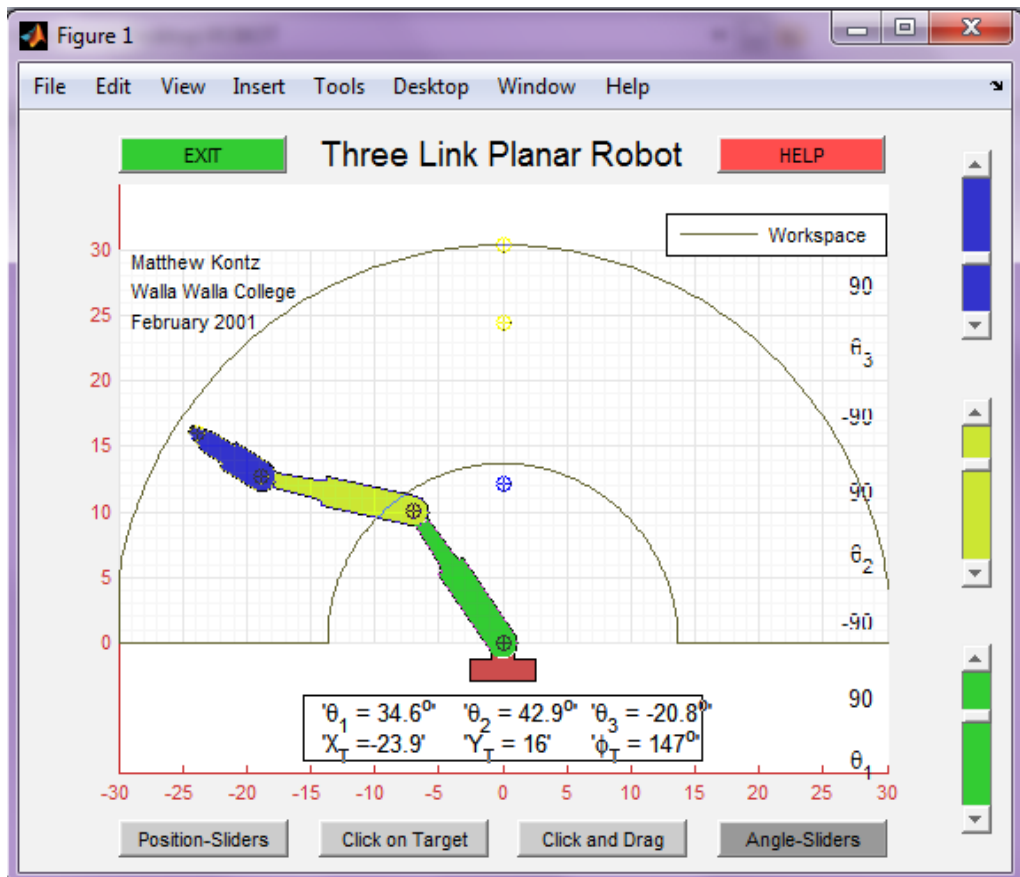 Figure 1
File Edit View Insert Tools Desktop Window Help
EXIT
Three Link Planar Robot
HELP
Workspace
Matthew Kontz
Walla Walla College
February 2001
30
25
20
15
10
5
0
90
θ3
-90
90
θ2
-90
90
θ1
'θ1 = 34.6°' 'θ2 = 42.9°' 'θ3 = -20.8°'
'XT =-23.9' 'YT = 16' 'ϕT = 147°'
-30 -25 -20 -15 -10 -5 0 5 10 15 20 25 30
Position-Sliders
Click on Target
Click and Drag
Angle-Sliders